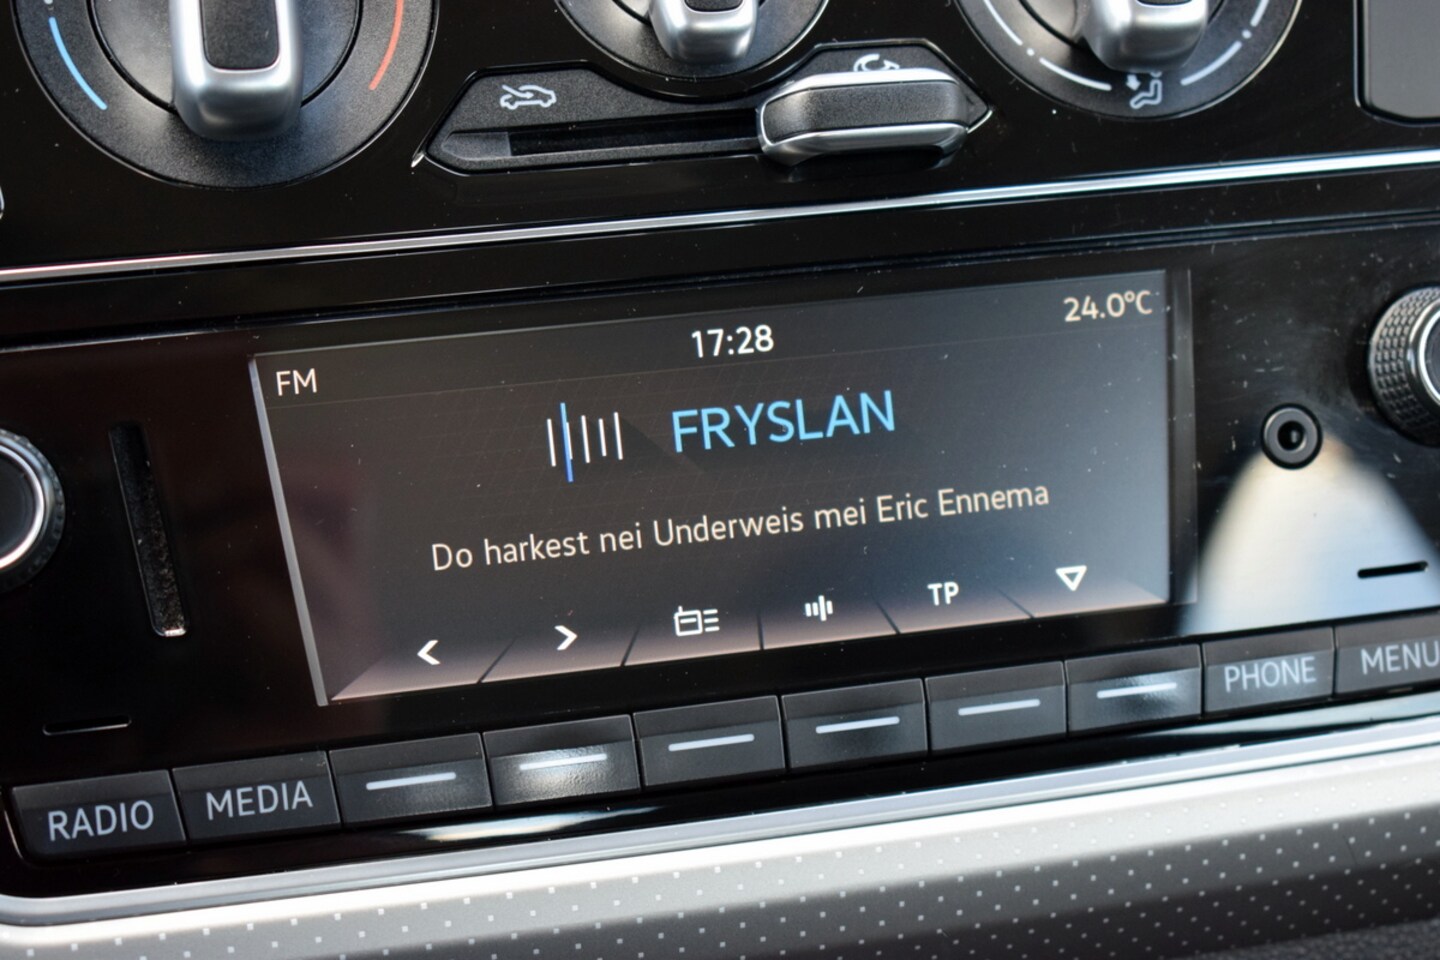 FM
17:28
24.0°C
FRYSLAN
Do harkest nei Underweis mei Eric Ennema
TP
RADIO
MEDIA
PHONE
MENU